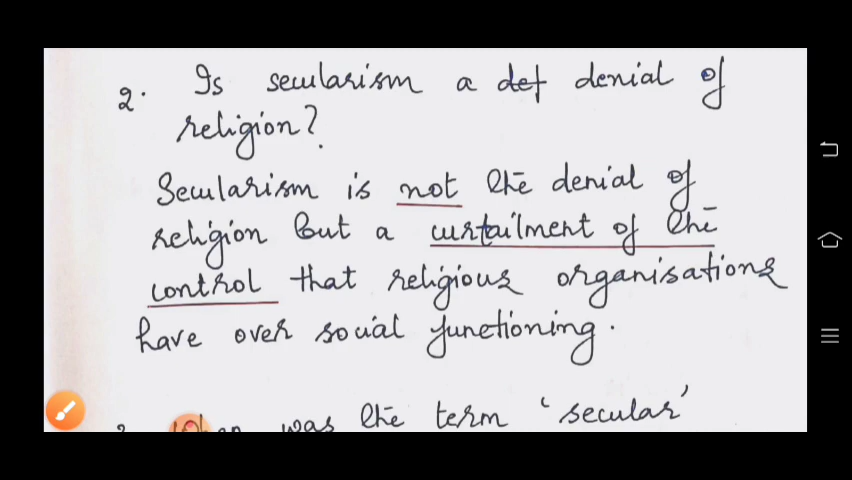 2. Is secularism a def denial of
religion?
Secularism is not the denial of
religion but a curtailment of the
control that religious organisations
have over social functioning.
was the term 'secular'